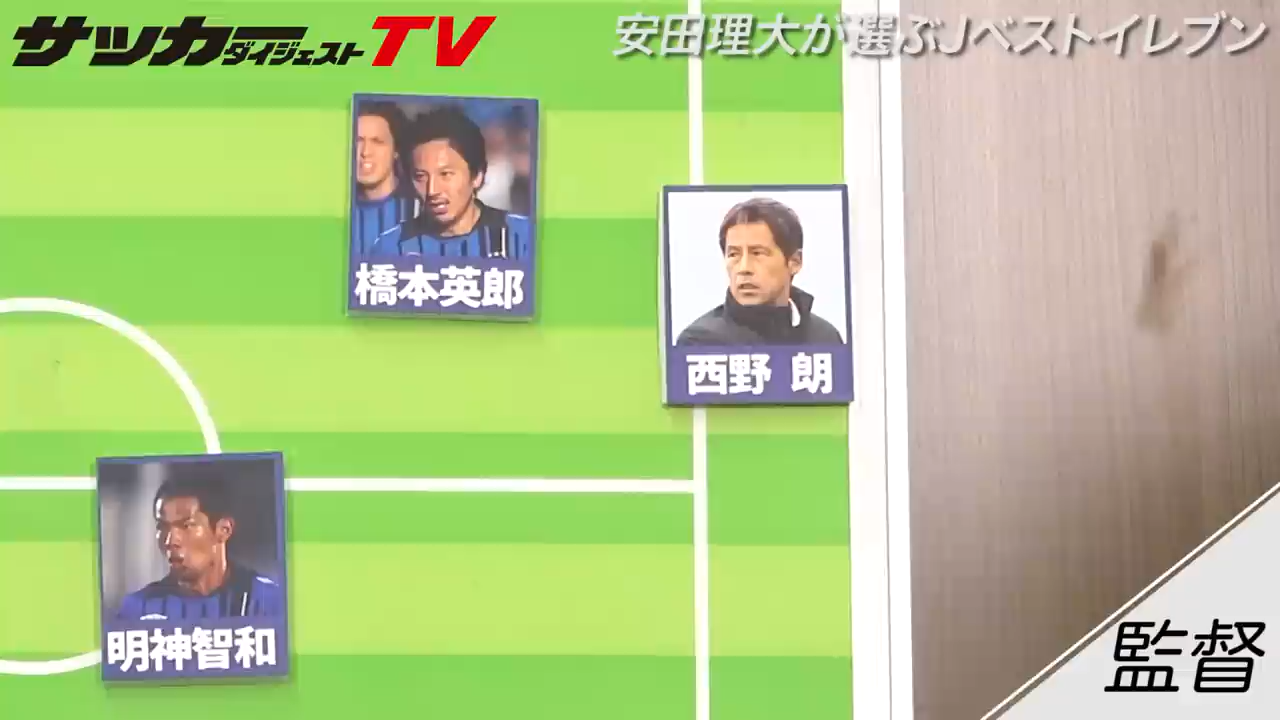 サッカーダイジェストTV
安田理大が選ぶJベストイレブン
橋本英郎
西野 朗
明神智和
監督